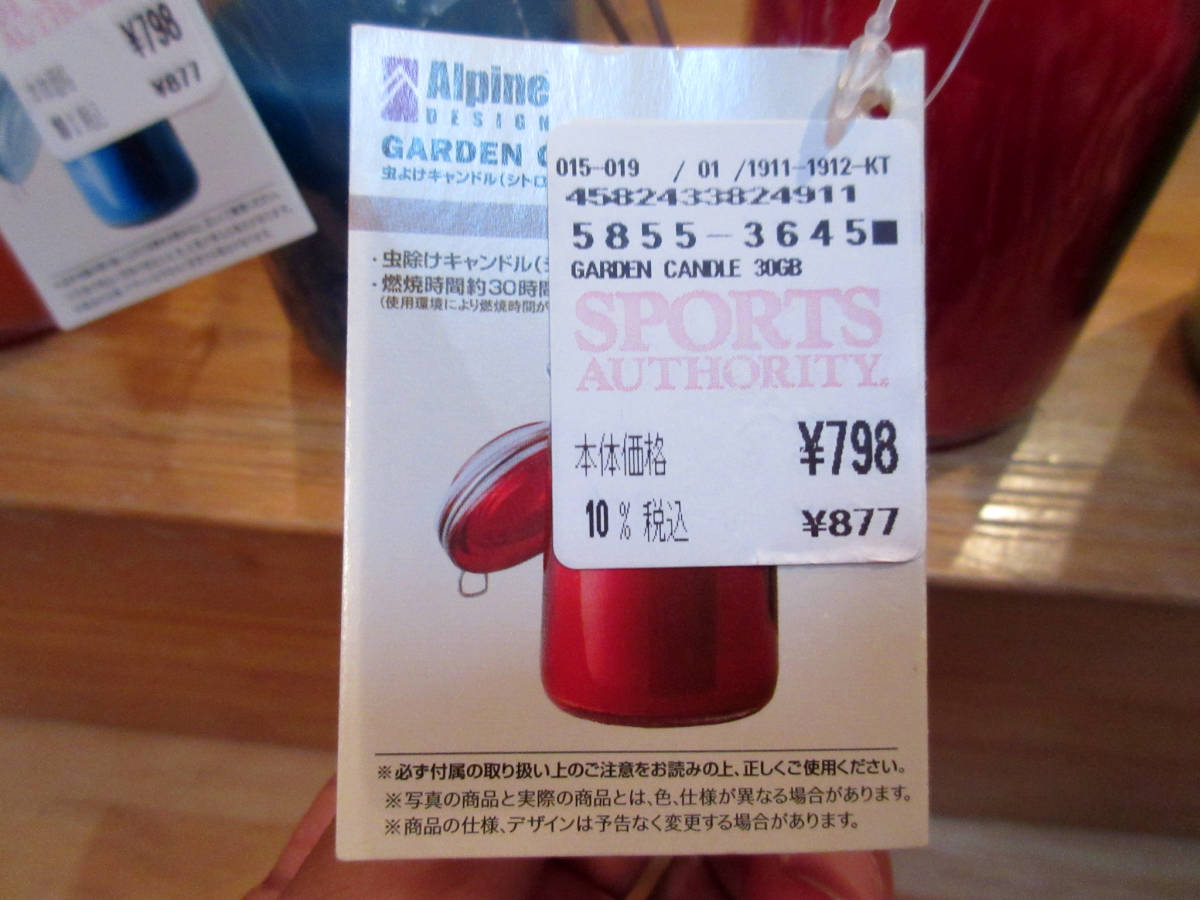 ¥798
¥877
Alpine
DESIGN
GARDEN C
虫よけキャンドル(シトロ
・虫除けキャンドル(シ
・燃焼時間約30時間
(使用環境により燃焼時間が
015-019 / 01 /1911-1912-KT
4582433824911
5855-3645■
GARDEN CANDLE 30GB
SPORTS
AUTHORITY.
本体価格 ¥798
10 % 税込 ¥877
※必ず付属の取り扱い上のご注意をお読みの上、正しくご使用ください。
※写真の商品と実際の商品とは、色、仕様が異なる場合があります。
※商品の仕様、デザインは予告なく変更する場合があります。